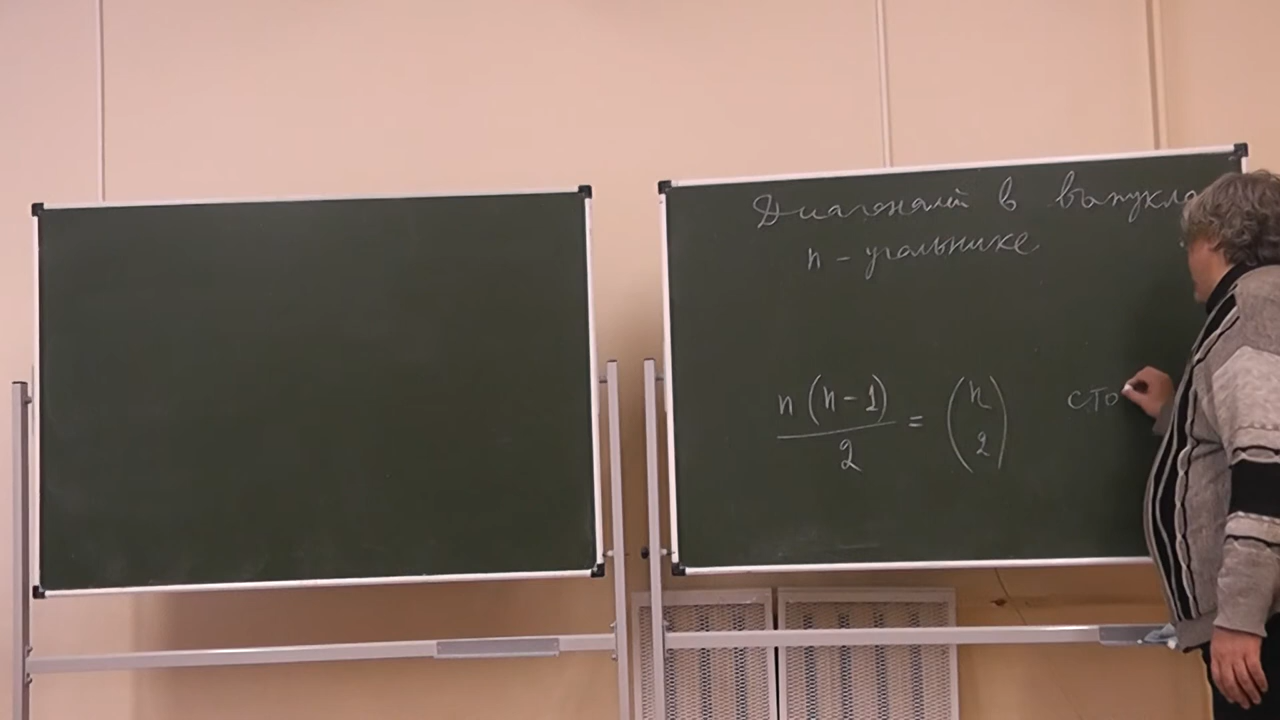 Диагоналей в выпукло
n - угольнике
n (n - 1) / 2 = (n 2) сто